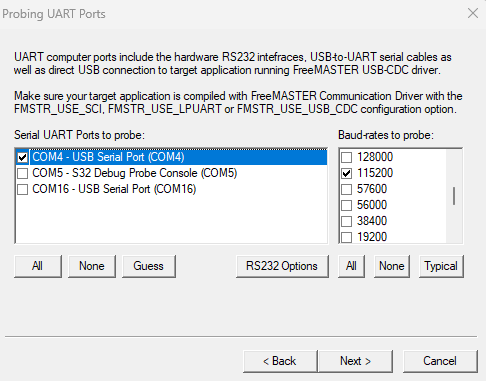 Probing UART Ports
UART computer ports include the hardware RS232 intefraces, USB-to-UART serial cables as
well as direct USB connection to target application running FreeMASTER USB-CDC driver.
Make sure your target application is compiled with FreeMASTER Communication Driver with the
FMSTR_USE_SCI, FMSTR_USE_LPUART or FMSTR_USE_USB_CDC configuration option.
Serial UART Ports to probe:
COM4 - USB Serial Port (COM4)
COM5 - S32 Debug Probe Console (COM5)
COM16 - USB Serial Port (COM16)
All
None
Guess
RS232 Options
Baud-rates to probe:
128000
115200
57600
56000
38400
19200
All
None
Typical
< Back
Next >
Cancel